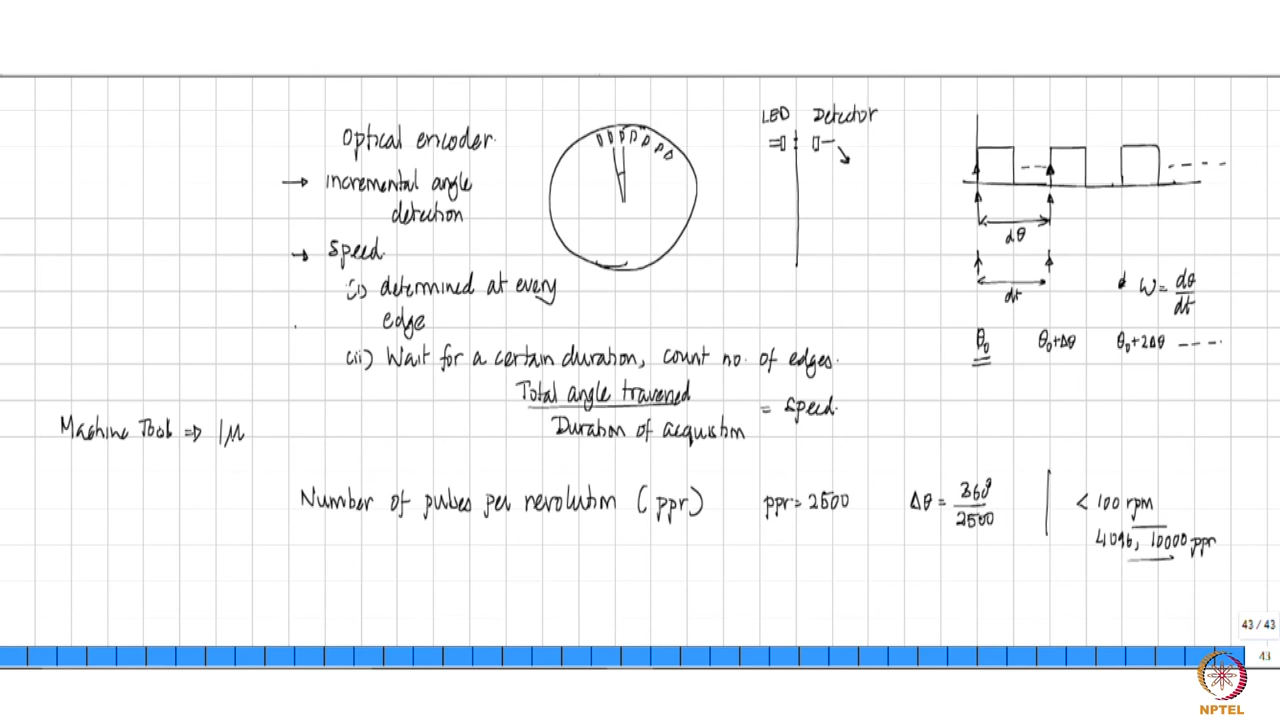 Optical encoder.
→ incremental angle
detection
→ Speed.
(i) determined at every
edge
(ii) Wait for a certain duration, count no. of edges.
Total angle traversed
Duration of acquisition
= speed.
Machine Tool ⇒ 1μ
LED Detector
dθ
dt
ω = dθ/dt
θ₀ θ₀+Δθ θ₀+2Δθ ----
Number of pulses per revolution (ppr) ppr = 2500 Δθ = 360°/2500
< 100 rpm
4096, 10000 ppr
43 / 43
43
NPTEL